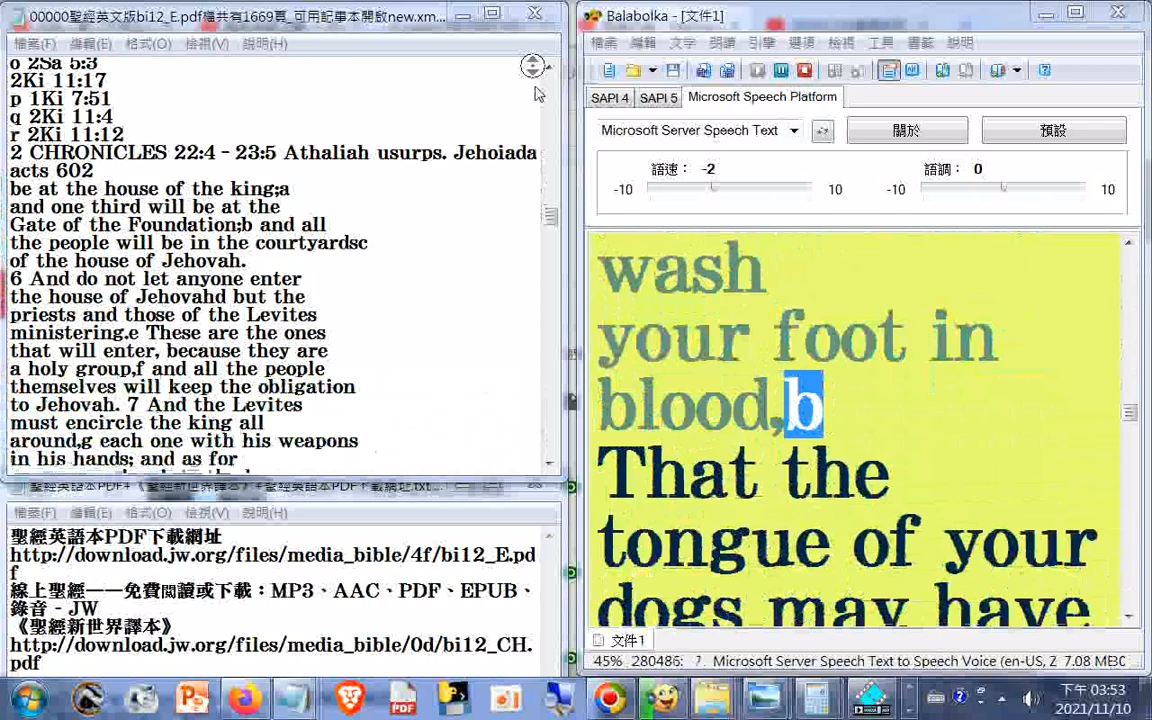 00000聖經英文版bi12_E.pdf檔共有1669頁_可用記事本開啟new.xm...
檔案(F) 編輯(E) 格式(O) 檢視(V) 說明(H)
o 2Sa 5:3
2Ki 11:17
p 1Ki 7:51
q 2Ki 11:4
r 2Ki 11:12
2 CHRONICLES 22:4 – 23:5 Athaliah usurps. Jehoiada
acts 602
be at the house of the king;a
and one third will be at the
Gate of the Foundation;b and all
the people will be in the courtyardsc
of the house of Jehovah.
6 And do not let anyone enter
the house of Jehovahd but the
priests and those of the Levites
ministering.e These are the ones
that will enter, because they are
a holy group,f and all the people
themselves will keep the obligation
to Jehovah. 7 And the Levites
must encircle the king all
around,g each one with his weapons
in his hands; and as for
檔案(F) 編輯(E) 格式(O) 檢視(V) 說明(H)
聖經英語本PDF下載網址
http://download.jw.org/files/media_bible/4f/bi12_E.pd
f
線上聖經——免費閱讀或下載：MP3、AAC、PDF、EPUB、
錄音 - JW
《聖經新世界譯本》
http://download.jw.org/files/media_bible/0d/bi12_CH.
pdf
Balabolka - [文件1]
檔案 編輯 文字 朗讀 引擎 選項 檢視 工具 書籤 說明
SAPI 4 SAPI 5 Microsoft Speech Platform
Microsoft Server Speech Text 關於 預設
語速： -2 語調： 0
-10 10 -10 10
wash
your foot in
blood,b
That the
tongue of your
dogs may have
文件1
45% 280486: 7. Microsoft Server Speech Text to Speech Voice (en-US, Z 7.08 MB
下午 03:53
2021/11/10